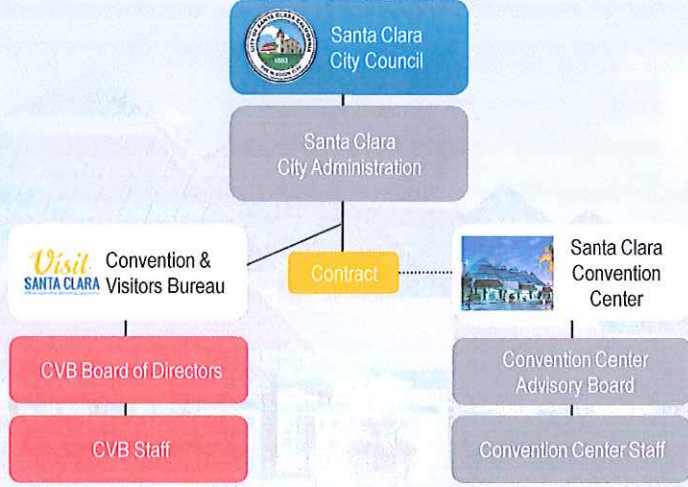 Santa Clara
City Council
Santa Clara
City Administration
Visit
SANTA CLARA
Convention &
Visitors Bureau
Contract
Santa Clara
Convention
Center
CVB Board of Directors
Convention Center
Advisory Board
CVB Staff
Convention Center Staff